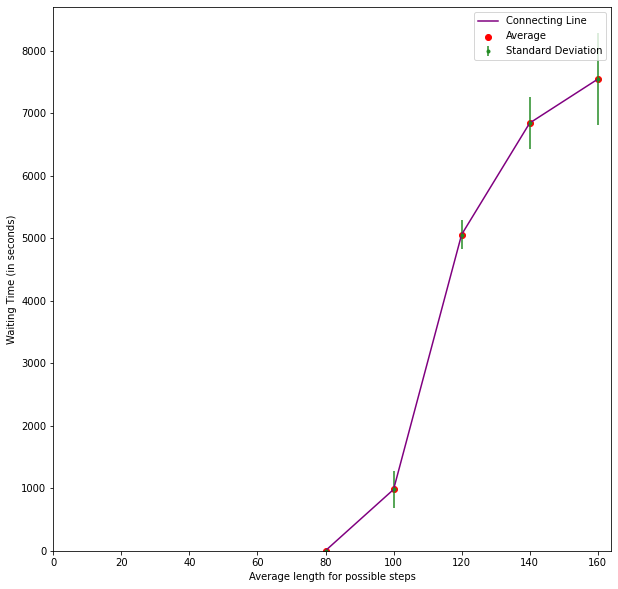 Connecting Line
Average
Standard Deviation
8000
7000
6000
5000
4000
3000
2000
1000
0
Waiting Time (in seconds)
0 20 40 60 80 100 120 140 160
Average length for possible steps